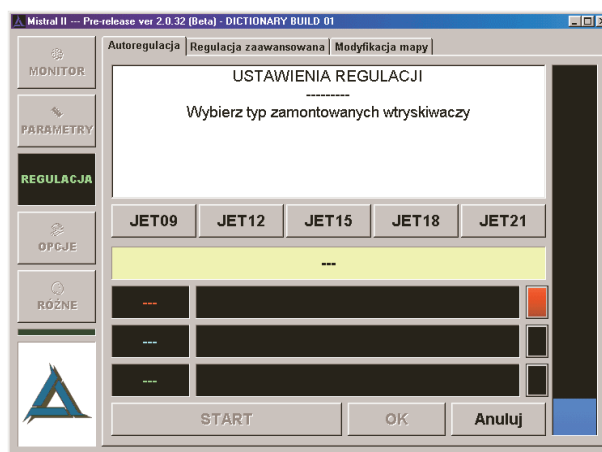 Mistral II --- Pre-release ver 2.0.32 (Beta) - DICTIONARY BUILD 01
Autoregulacja Regulacja zaawansowana Modyfikacja mapy
MONITOR
PARAMETRY
REGULACJA
OPCJE
RÓŻNE
USTAWIENIA REGULACJI
---------
Wybierz typ zamontowanych wtryskiwaczy
JET09 JET12 JET15 JET18 JET21
---
---
---
---
START OK Anuluj